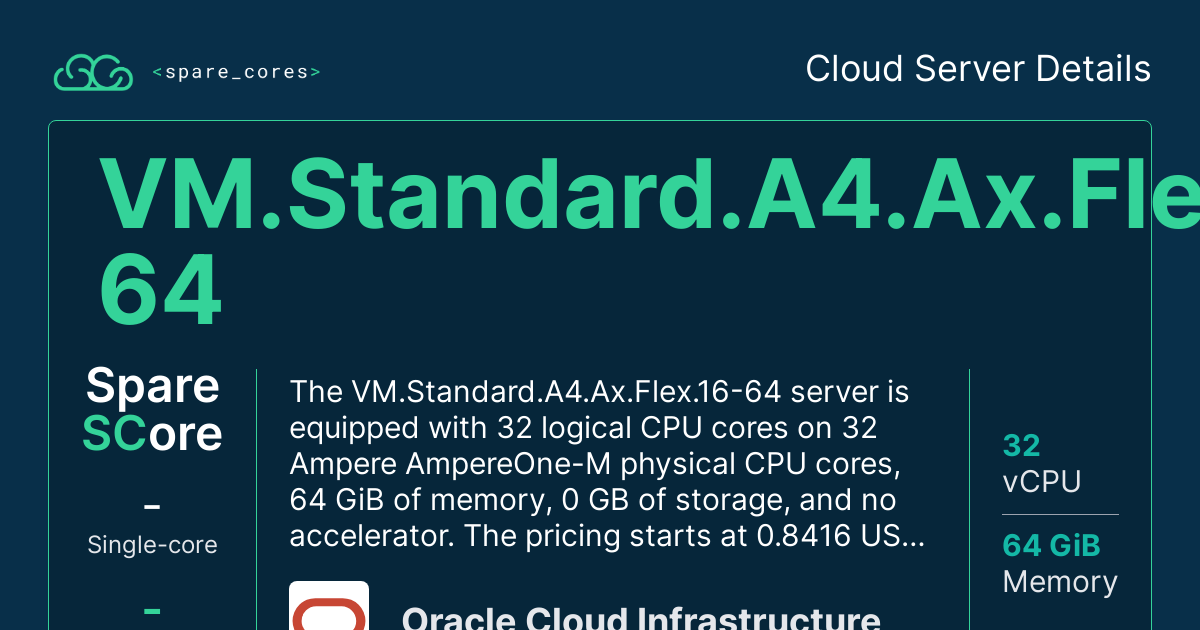 <spare_cores>
Cloud Server Details
VM.Standard.A4.Ax.Fle
64
Spare
SCore
–
Single-core
–
The VM.Standard.A4.Ax.Flex.16-64 server is
equipped with 32 logical CPU cores on 32
Ampere AmpereOne-M physical CPU cores,
64 GiB of memory, 0 GB of storage, and no
accelerator. The pricing starts at 0.8416 US...
Oracle Cloud Infrastructure
32
vCPU
64 GiB
Memory